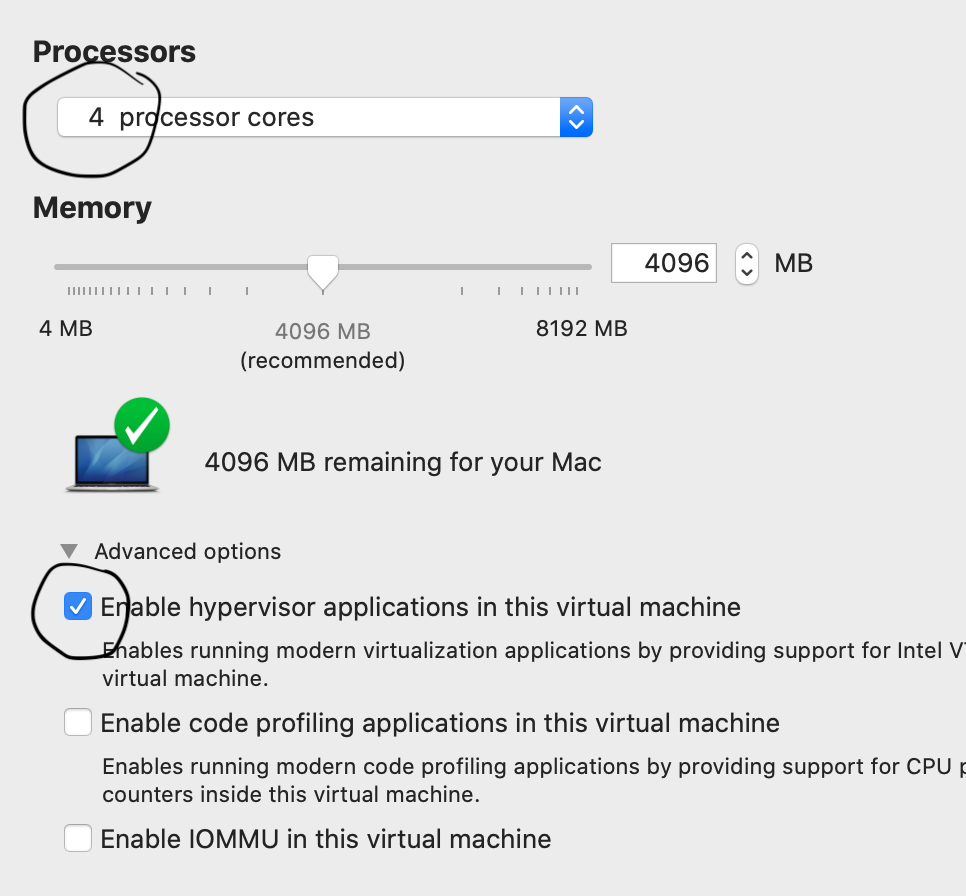 Processors
4 processor cores
Memory
4096 MB
4 MB
4096 MB
8192 MB
(recommended)
4096 MB remaining for your Mac
Advanced options
Enable hypervisor applications in this virtual machine
Enables running modern virtualization applications by providing support for Intel
virtual machine.
Enable code profiling applications in this virtual machine
Enables running modern code profiling applications by providing support for CPU
counters inside this virtual machine.
Enable IOMMU in this virtual machine